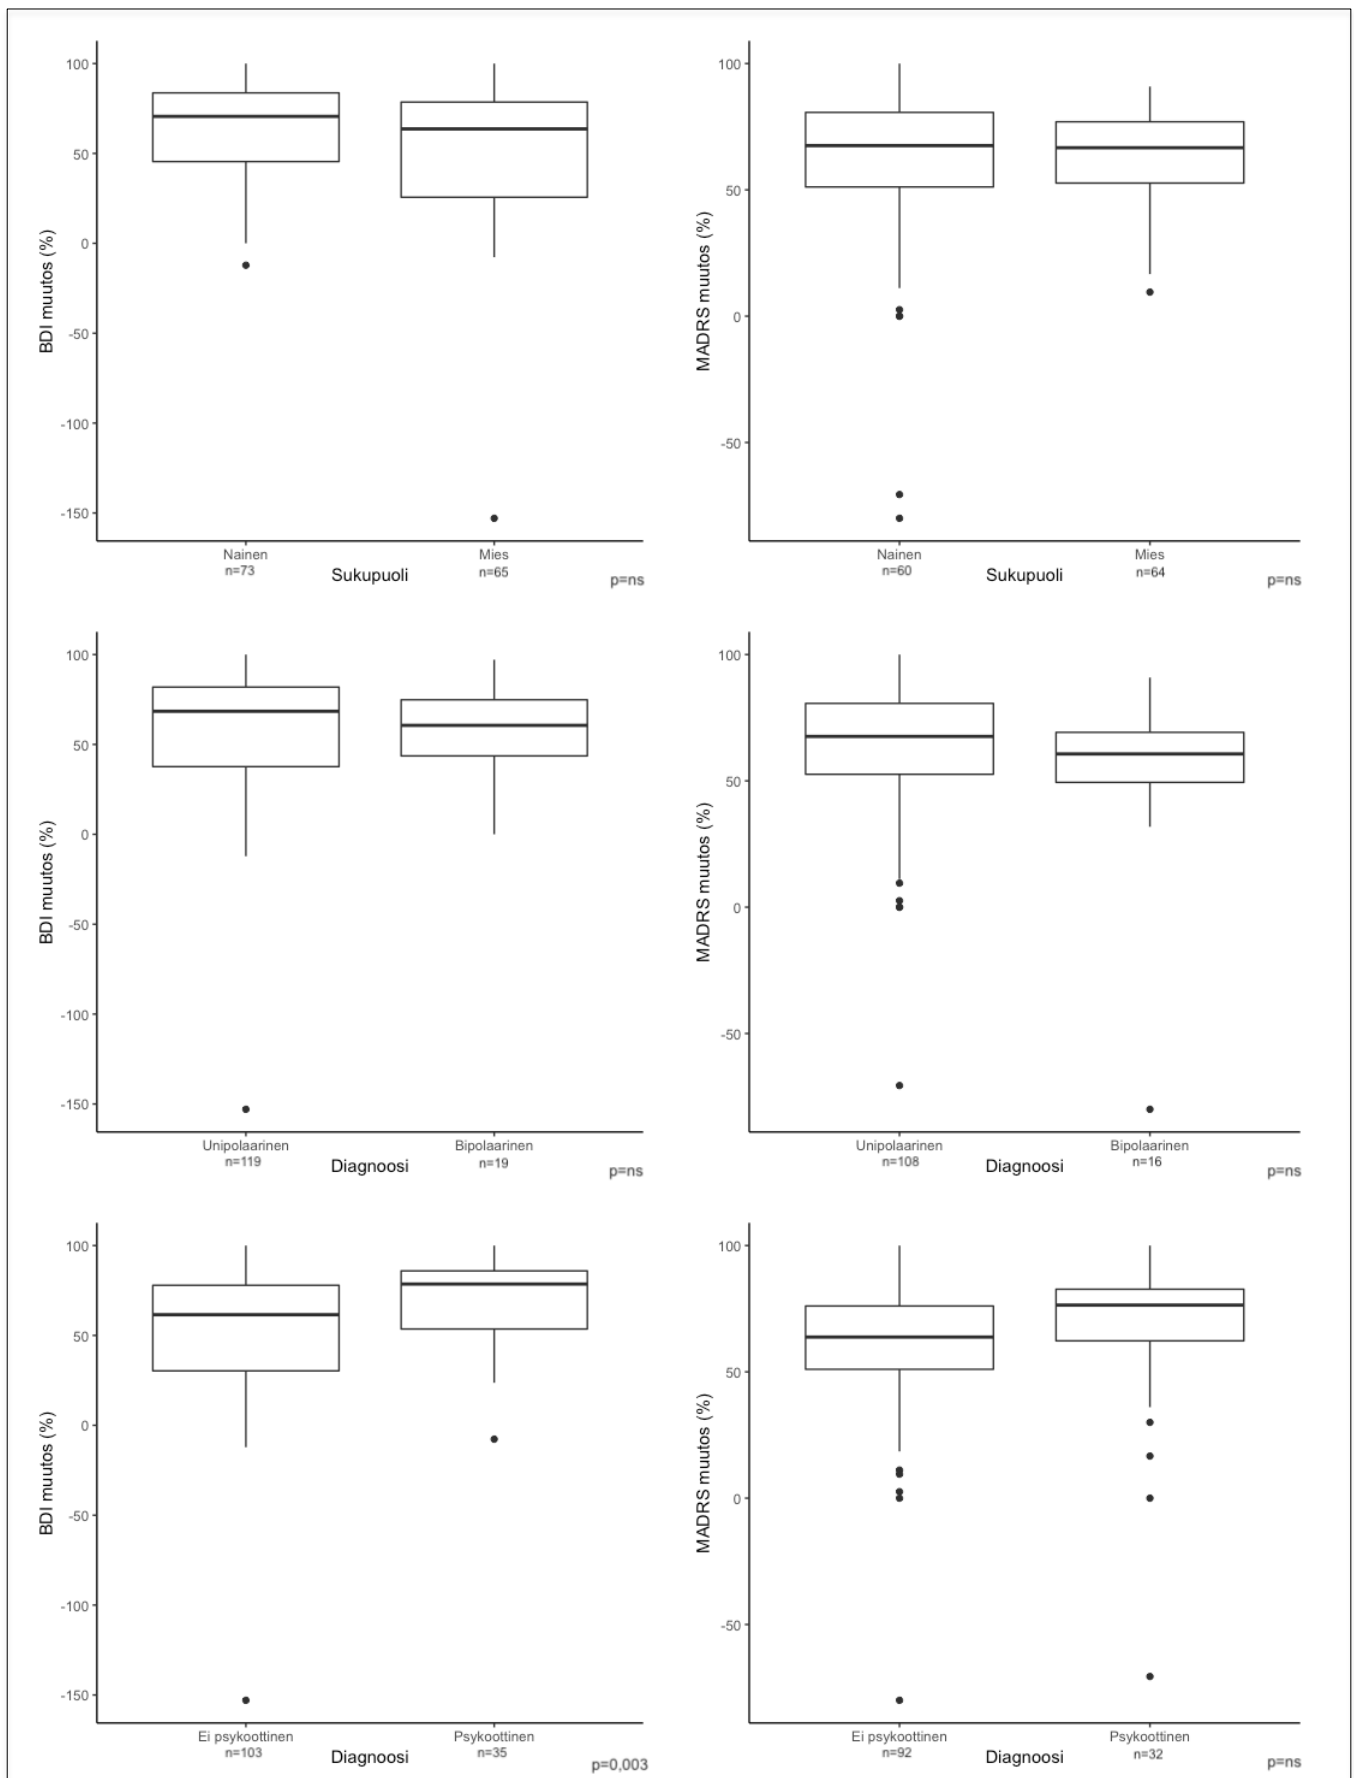 100
50
0
-50
-100
-150
BDI muutos (%)
Nainen
n=73
Mies
n=65
Sukupuoli
p=ns
100
50
0
-50
MADRS muutos (%)
Nainen
n=60
Mies
n=64
Sukupuoli
p=ns
100
50
0
-50
-100
-150
BDI muutos (%)
Unipolaarinen
n=119
Bipolaarinen
n=19
Diagnoosi
p=ns
100
50
0
-50
MADRS muutos (%)
Unipolaarinen
n=108
Bipolaarinen
n=16
Diagnoosi
p=ns
100
50
0
-50
-100
-150
BDI muutos (%)
Ei psykoottinen
n=103
Psykoottinen
n=35
Diagnoosi
p=0,003
100
50
0
-50
MADRS muutos (%)
Ei psykoottinen
n=92
Psykoottinen
n=32
Diagnoosi
p=ns